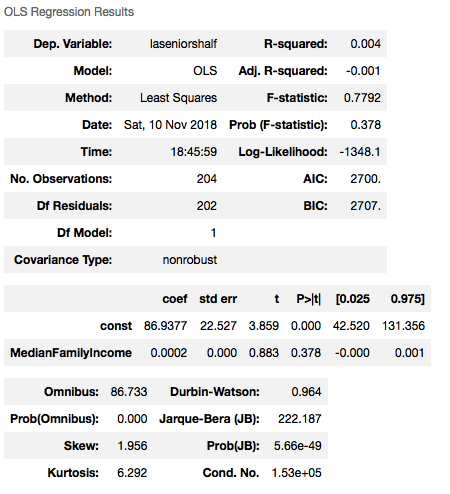 OLS Regression Results
Dep. Variable: laseniorshalf R-squared: 0.004
Model: OLS Adj. R-squared: -0.001
Method: Least Squares F-statistic: 0.7792
Date: Sat, 10 Nov 2018 Prob (F-statistic): 0.378
Time: 18:45:59 Log-Likelihood: -1348.1
No. Observations: 204 AIC: 2700.
Df Residuals: 202 BIC: 2707.
Df Model: 1
Covariance Type: nonrobust
coef std err t P>|t| [0.025 0.975]
const 86.9377 22.527 3.859 0.000 42.520 131.356
MedianFamilyIncome 0.0002 0.000 0.883 0.378 -0.000 0.001
Omnibus: 86.733 Durbin-Watson: 0.964
Prob(Omnibus): 0.000 Jarque-Bera (JB): 222.187
Skew: 1.956 Prob(JB): 5.66e-49
Kurtosis: 6.292 Cond. No. 1.53e+05